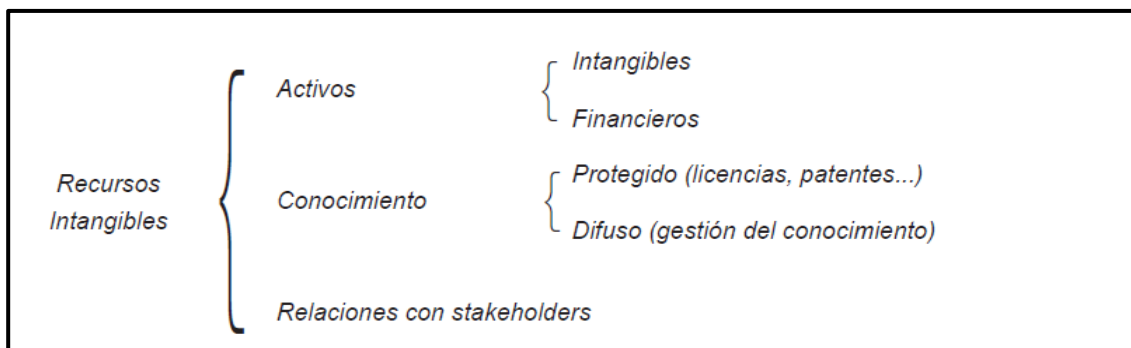 Recursos
Intangibles
Activos
Intangibles
Financieros
Conocimiento
Protegido (licencias, patentes...)
Difuso (gestión del conocimiento)
Relaciones con stakeholders